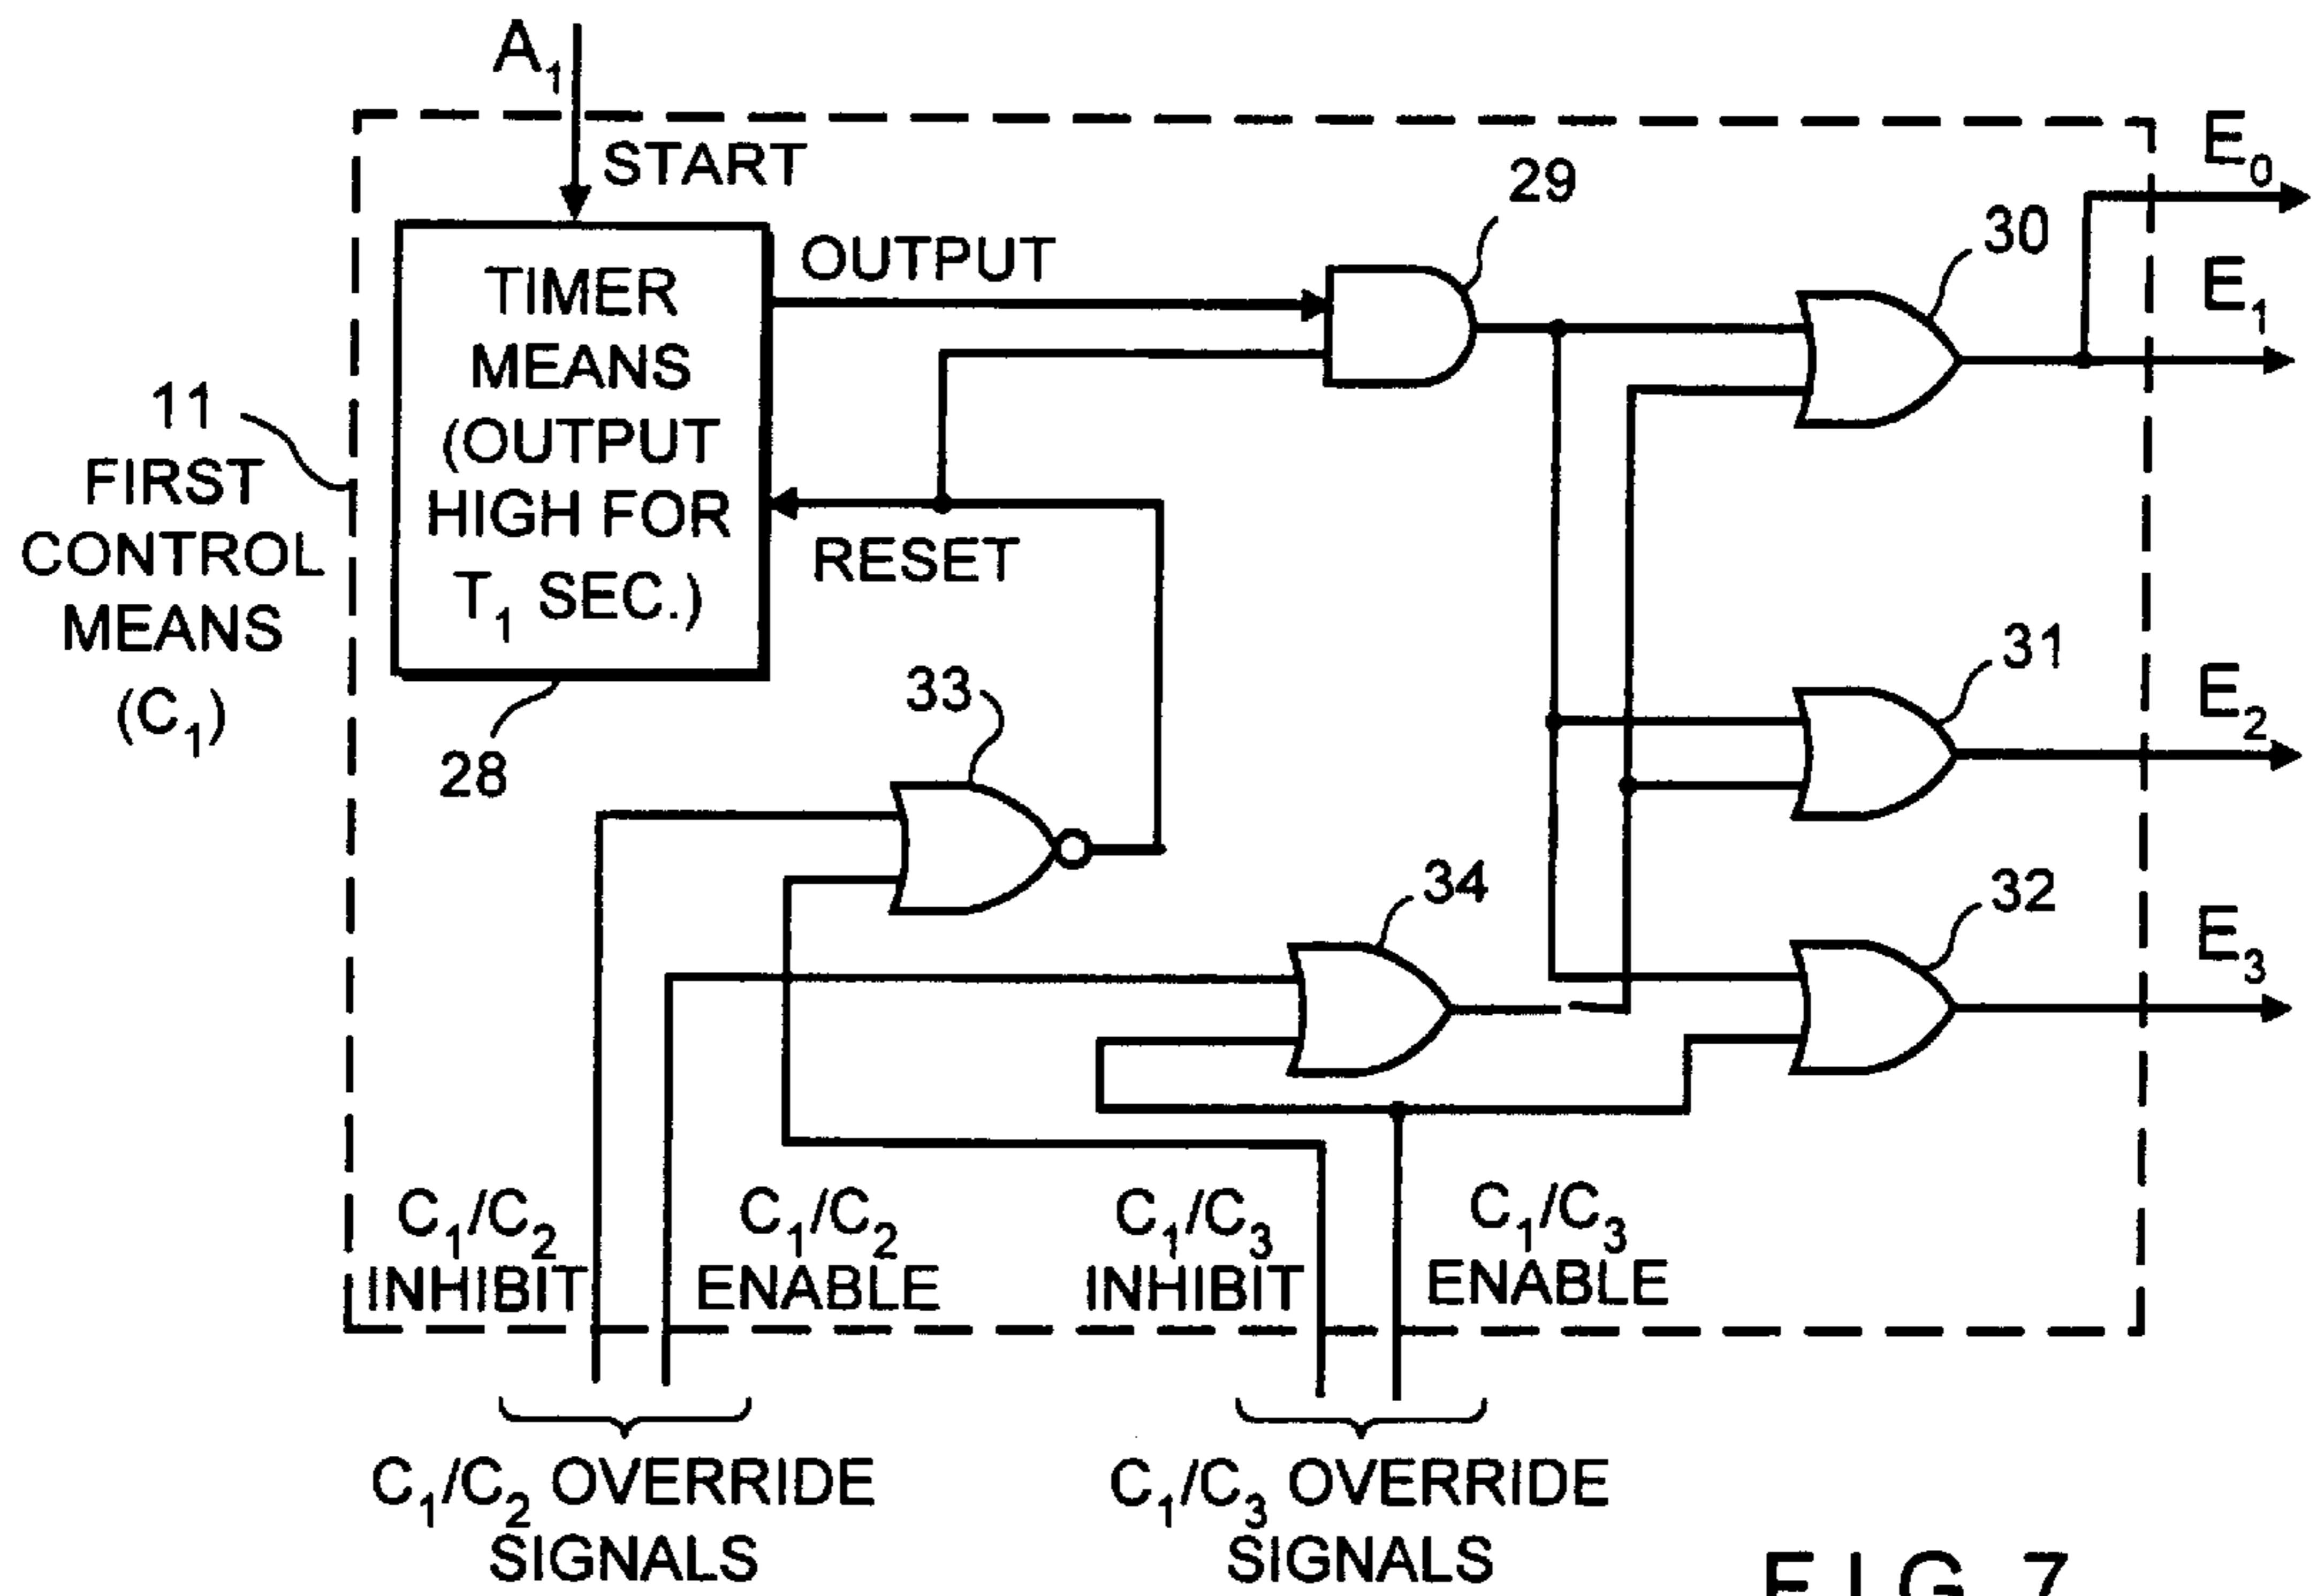 A₁
START
E₀
29
30
OUTPUT
E₁
TIMER
MEANS
(OUTPUT
HIGH FOR
T₁ SEC.)
11
FIRST
CONTROL
MEANS
(C₁)
RESET
31
33
E₂
28
34
32
E₃
C₁/C₂
INHIBIT
C₁/C₂
ENABLE
C₁/C₃
INHIBIT
C₁/C₃
ENABLE
C₁/C₂ OVERRIDE
SIGNALS
C₁/C₃ OVERRIDE
SIGNALS
FIG 7